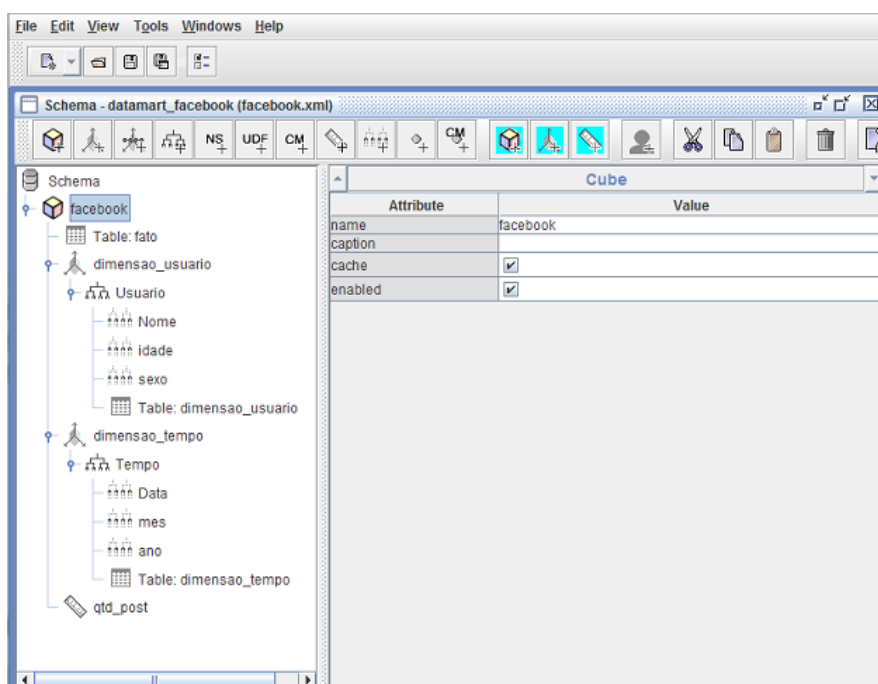 File Edit View Tools Windows Help
Schema - datamart_facebook (facebook.xml)
NS UDF CM CM
Schema
facebook
Table: fato
dimensao_usuario
Usuario
Nome
idade
sexo
Table: dimensao_usuario
dimensao_tempo
Tempo
Data
mes
ano
Table: dimensao_tempo
qtd_post
Cube
Attribute Value
name facebook
caption
cache
enabled